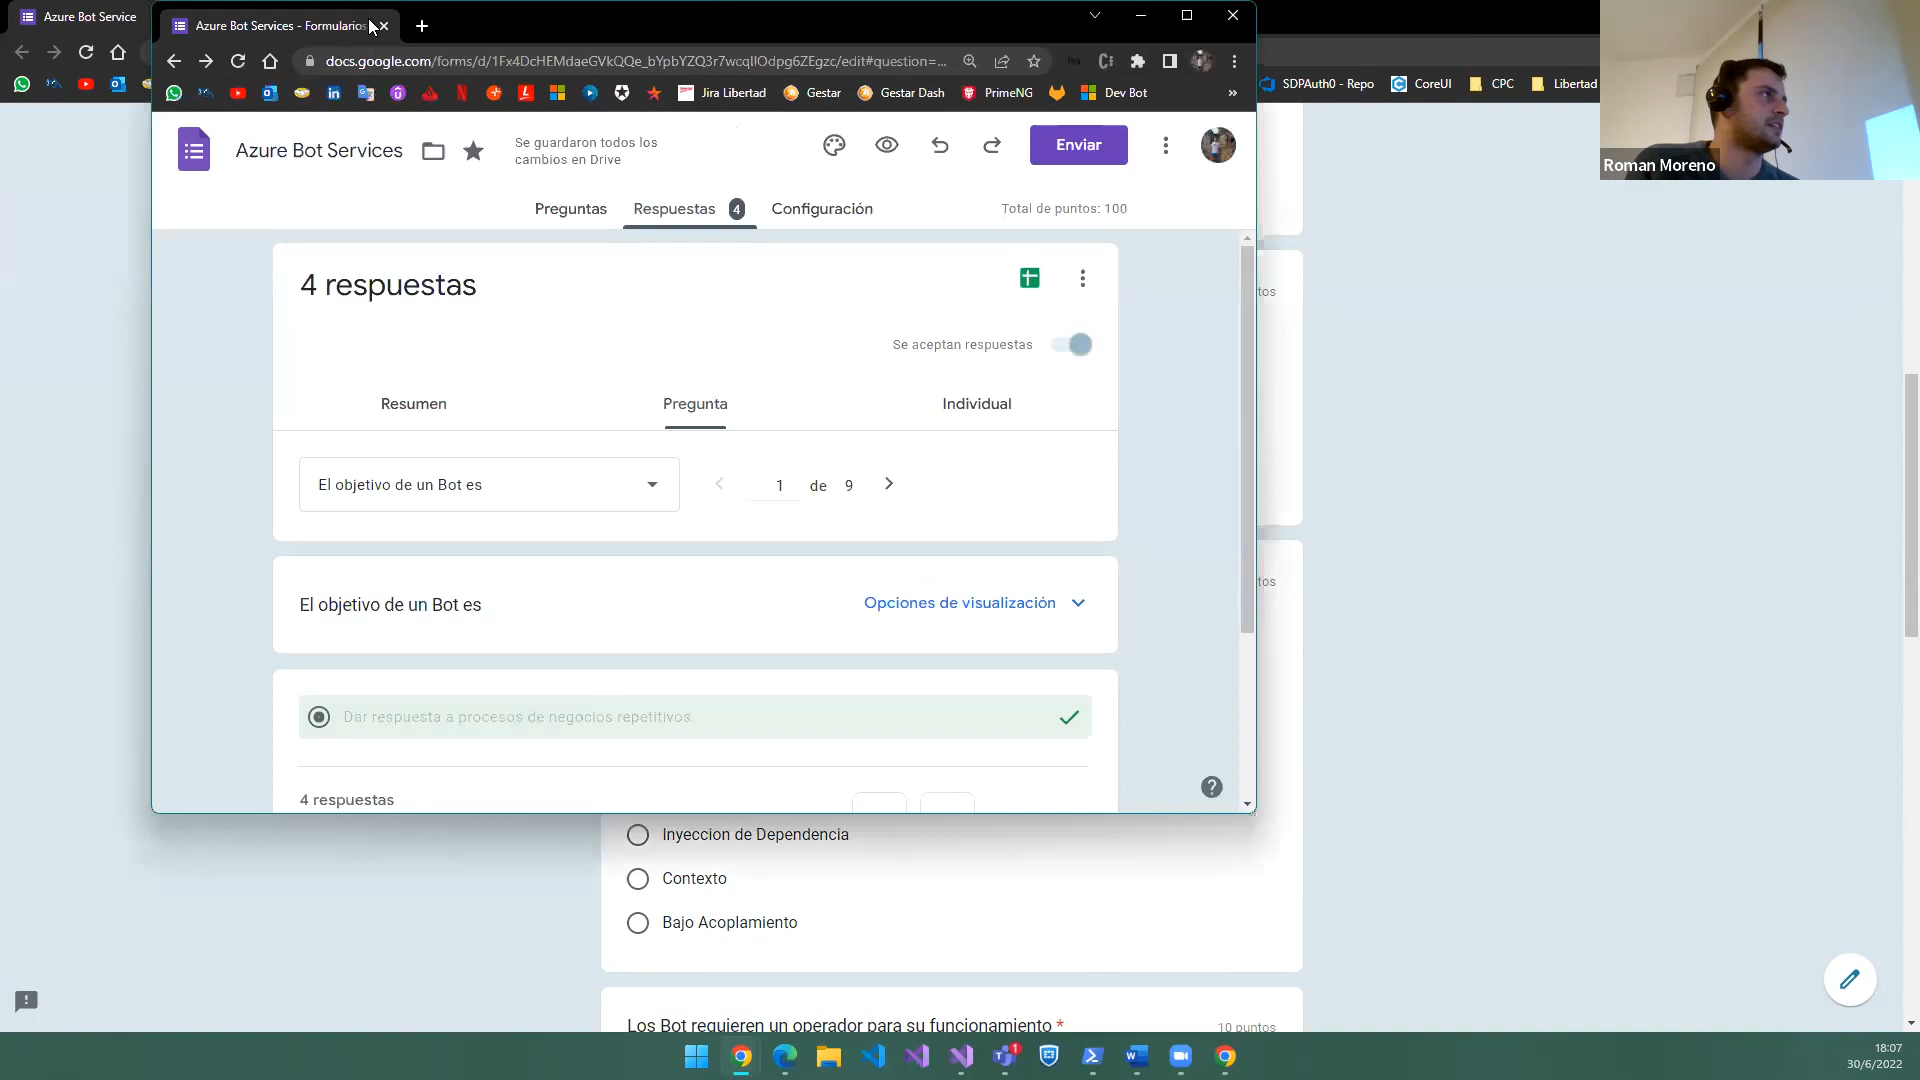 Azure Bot Service
Azure Bot Services - Formularios
docs.google.com/forms/d/1Fx4DcHEMdaeGVkQQe_bYpbYZQ3r7wcqIlOdpg6ZEgzc/edit#question=...
Jira Libertad
Gestar
Gestar Dash
PrimeNG
Dev Bot
»
SDPAuth0 - Repo
CoreUI
CPC
Libertad
Roman Moreno
Azure Bot Services
Se guardaron todos los
cambios en Drive
Enviar
Preguntas
Respuestas
4
Configuración
Total de puntos: 100
4 respuestas
Se aceptan respuestas
Resumen
Pregunta
Individual
El objetivo de un Bot es
1 de 9
El objetivo de un Bot es
Opciones de visualización
Dar respuesta a procesos de negocios repetitivos
4 respuestas
tos
tos
Inyeccion de Dependencia
Contexto
Bajo Acoplamiento
Los Bot requieren un operador para su funcionamiento *
10 puntos
1
18:07
30/6/2022